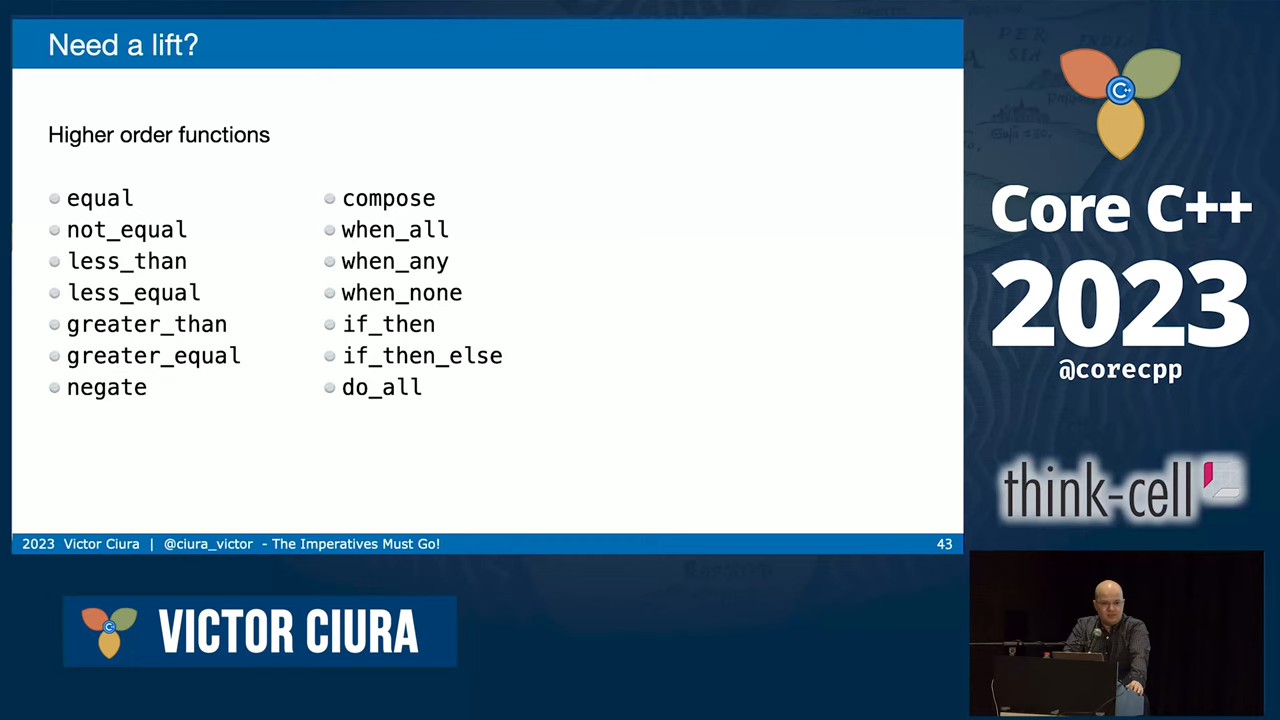 Need a lift?
Higher order functions
equal
not_equal
less_than
less_equal
greater_than
greater_equal
negate
compose
when_all
when_any
when_none
if_then
if_then_else
do_all
2023 Victor Ciura | @ciura_victor - The Imperatives Must Go!
43
C++
Core C++
2023
@corecpp
think-cell
VICTOR CIURA